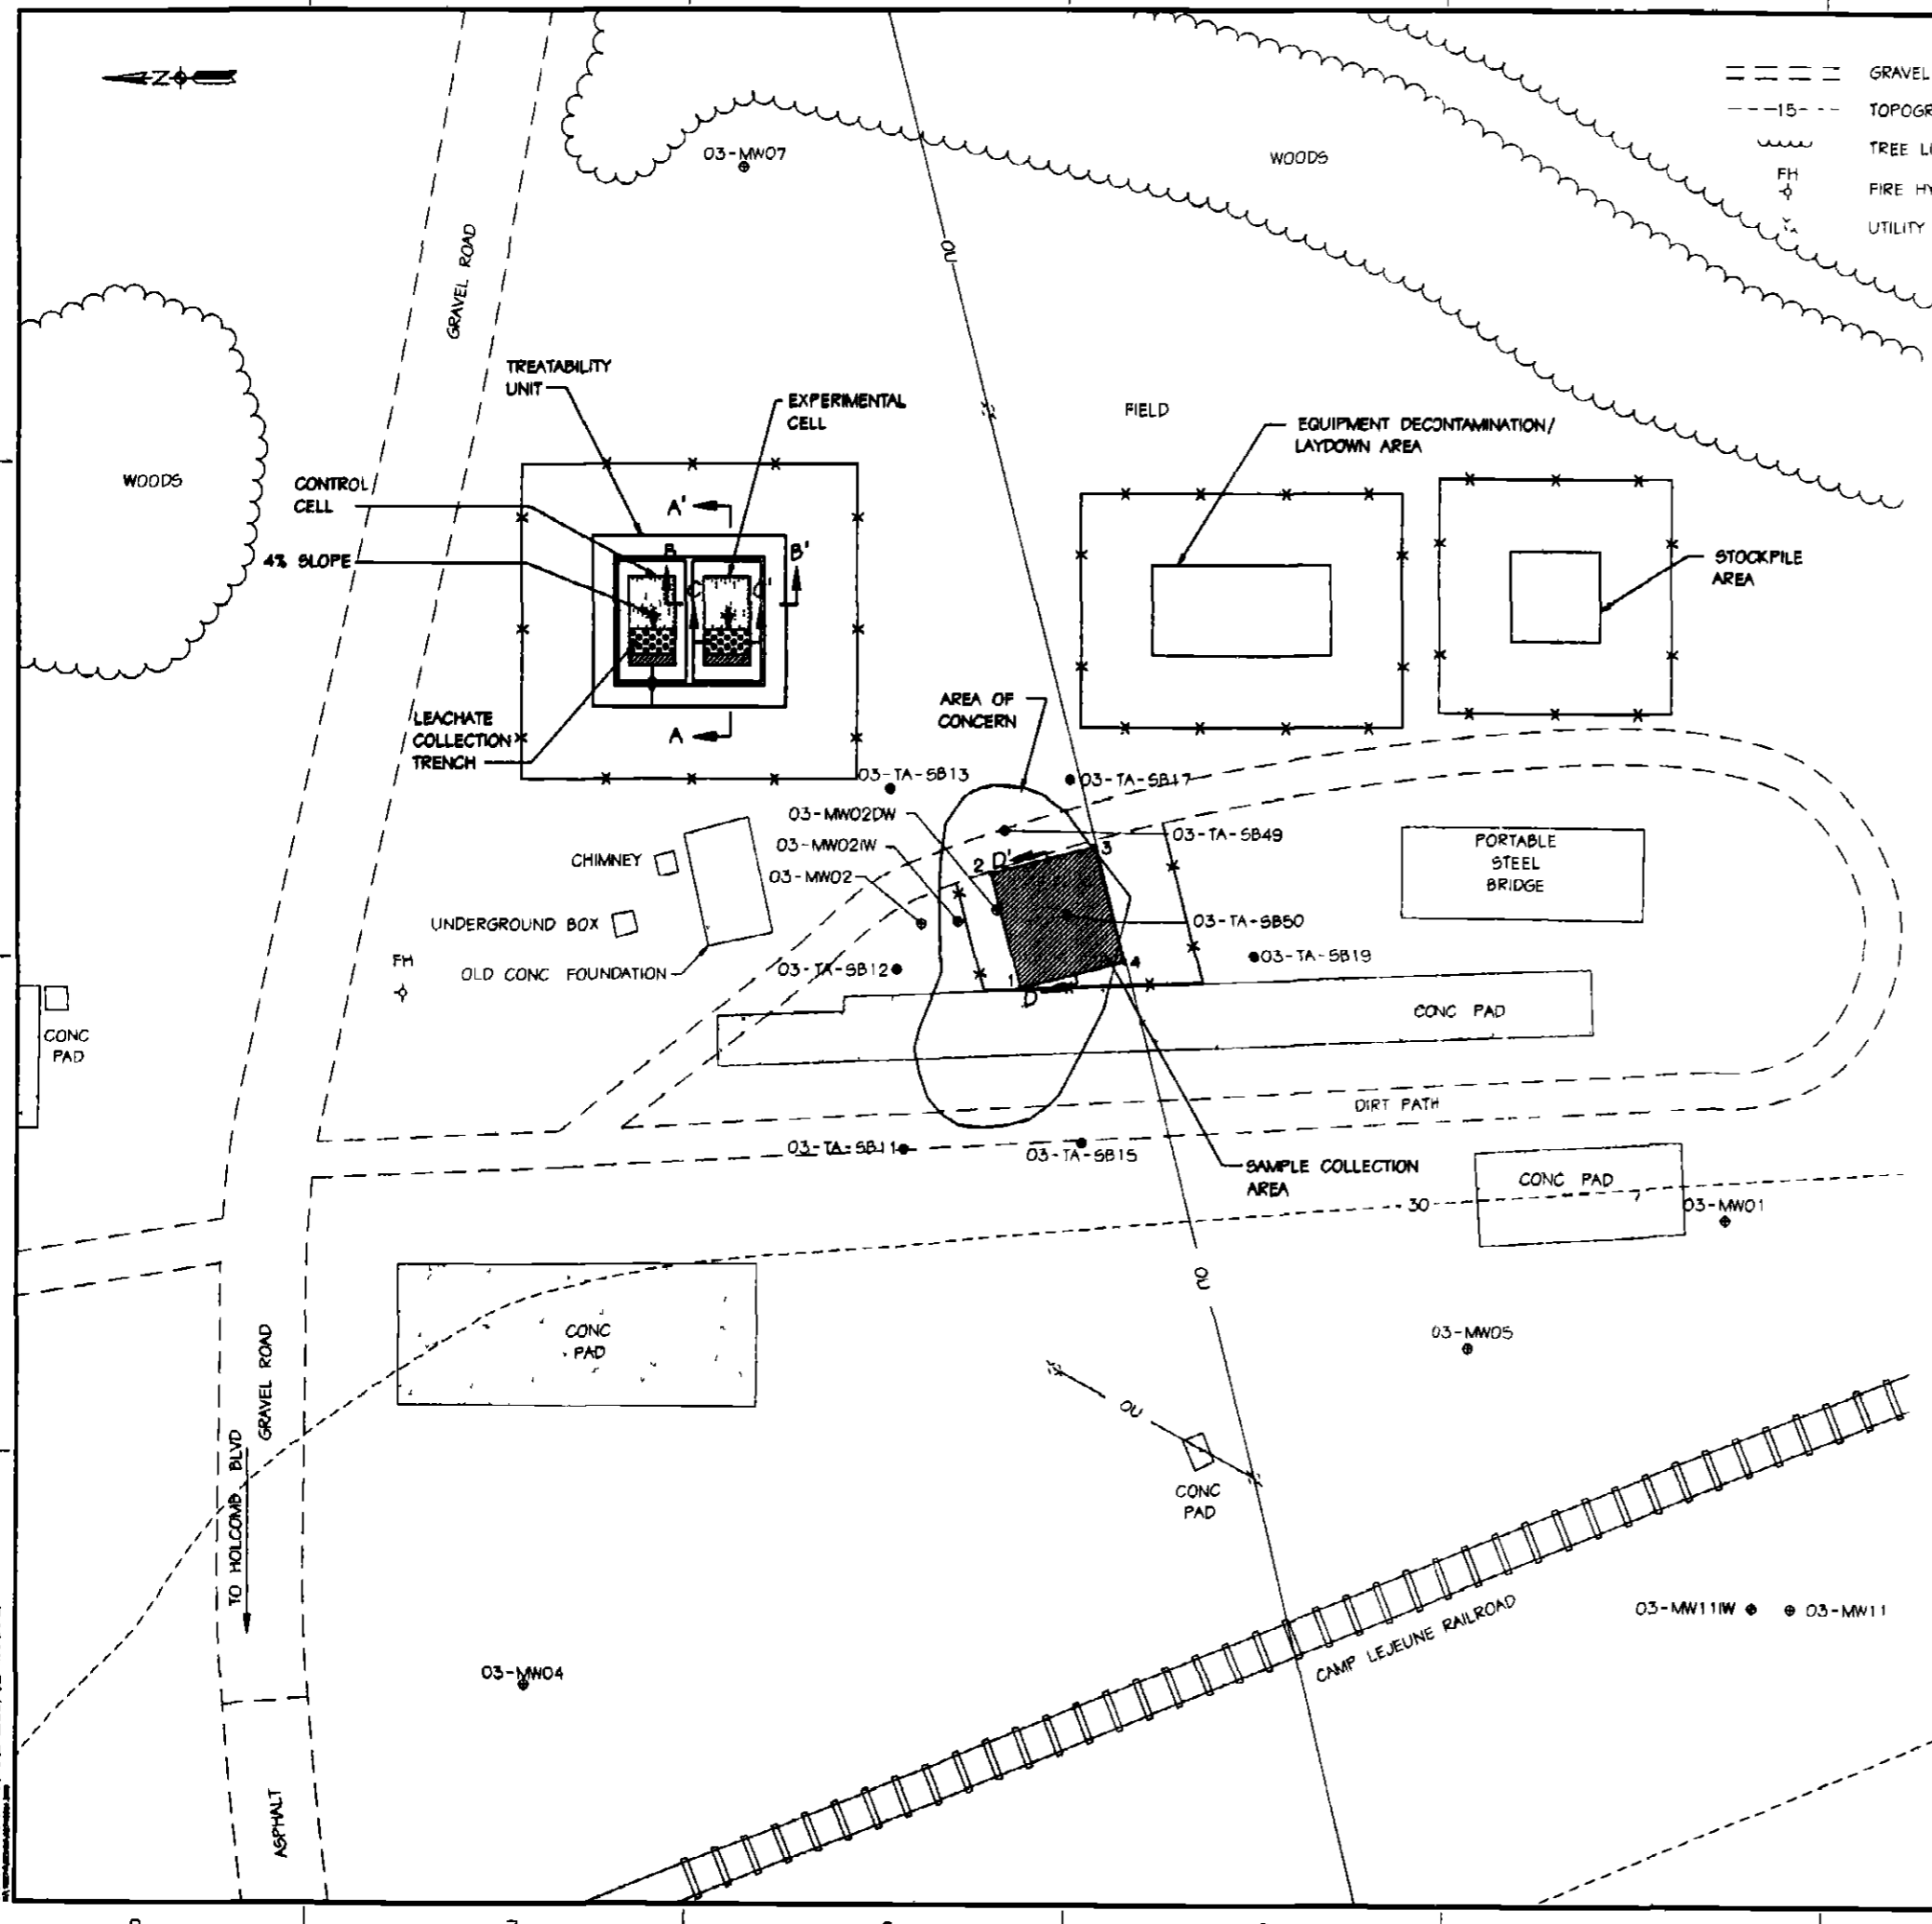 Z
GRAVEL
15
TOPOGR
TREE LI
FH
FIRE HY
UTILITY
03-MW07
WOODS
OU
GRAVEL ROAD
TREATABILITY
UNIT
EXPERIMENTAL
CELL
FIELD
EQUIPMENT DECONTAMINATION/
LAYDOWN AREA
WOODS
CONTROL
CELL
4% SLOPE
A'
B
B'
STOCKPILE
AREA
LEACHATE
COLLECTION
TRENCH
A
AREA OF
CONCERN
03-TA-SB13
03-TA-SB17
03-MW02DW
03-MW02IW
03-MW02
03-TA-SB49
PORTABLE
STEEL
BRIDGE
CHIMNEY
2
D'
3
UNDERGROUND BOX
03-TA-SB50
FH
OLD CONC FOUNDATION
03-TA-SB12
03-TA-SB19
1
D
4
CONC
PAD
CONC PAD
DIRT PATH
03-TA-SB11
03-TA-SB15
SAMPLE COLLECTION
AREA
CONC PAD
30
03-MW01
OU
CONC
PAD
03-MW05
GRAVEL ROAD
TO HOLCOMB BLVD
OU
CONC
PAD
CAMP LEJEUNE RAILROAD
03-MW11IW
03-MW11
03-MW04
ASPHALT